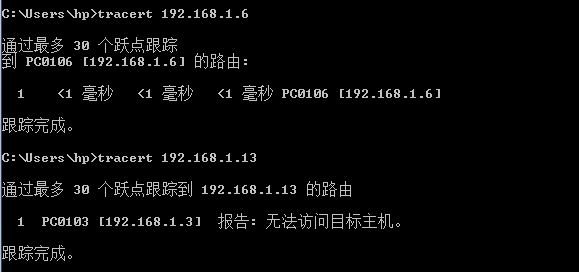 C:\Users\hp>tracert 192.168.1.6
通过最多 30 个跃点跟踪
到 PC0106 [192.168.1.6] 的路由:
1 <1 毫秒 <1 毫秒 <1 毫秒 PC0106 [192.168.1.6]
跟踪完成。
C:\Users\hp>tracert 192.168.1.13
通过最多 30 个跃点跟踪到 192.168.1.13 的路由
1 PC0103 [192.168.1.3] 报告: 无法访问目标主机。
跟踪完成。